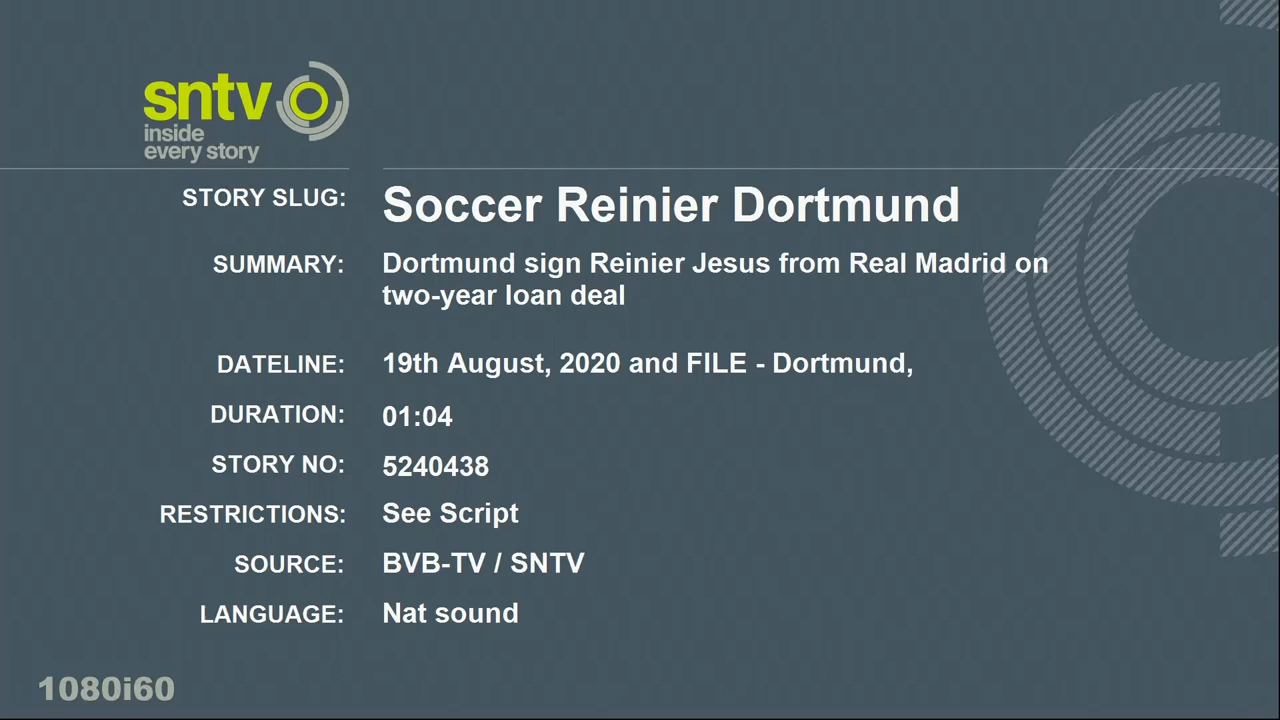 sntv
inside
every story
STORY SLUG: Soccer Reinier Dortmund
SUMMARY: Dortmund sign Reinier Jesus from Real Madrid on
two-year loan deal
DATELINE: 19th August, 2020 and FILE - Dortmund,
DURATION: 01:04
STORY NO: 5240438
RESTRICTIONS: See Script
SOURCE: BVB-TV / SNTV
LANGUAGE: Nat sound
1080i60